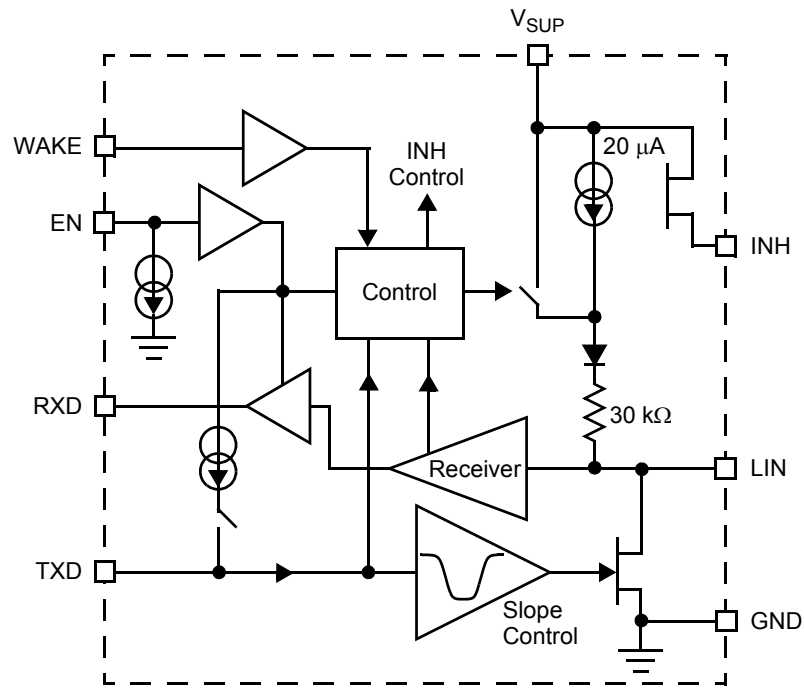 V_SUP
WAKE
INH
Control
20 μA
EN
INH
Control
RXD
30 kΩ
Receiver
LIN
TXD
Slope
Control
GND